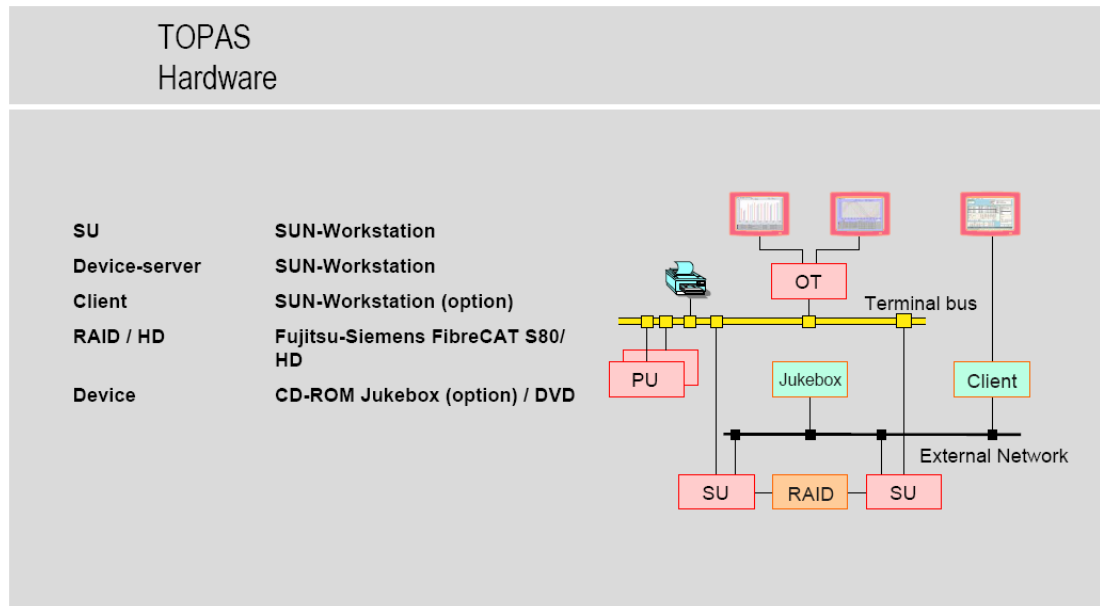 TOPAS
Hardware
SU SUN-Workstation
Device-server SUN-Workstation
Client SUN-Workstation (option)
RAID / HD Fujitsu-Siemens FibreCAT S80/
HD
Device CD-ROM Jukebox (option) / DVD
OT
Terminal bus
PU
Jukebox
Client
External Network
SU
RAID
SU